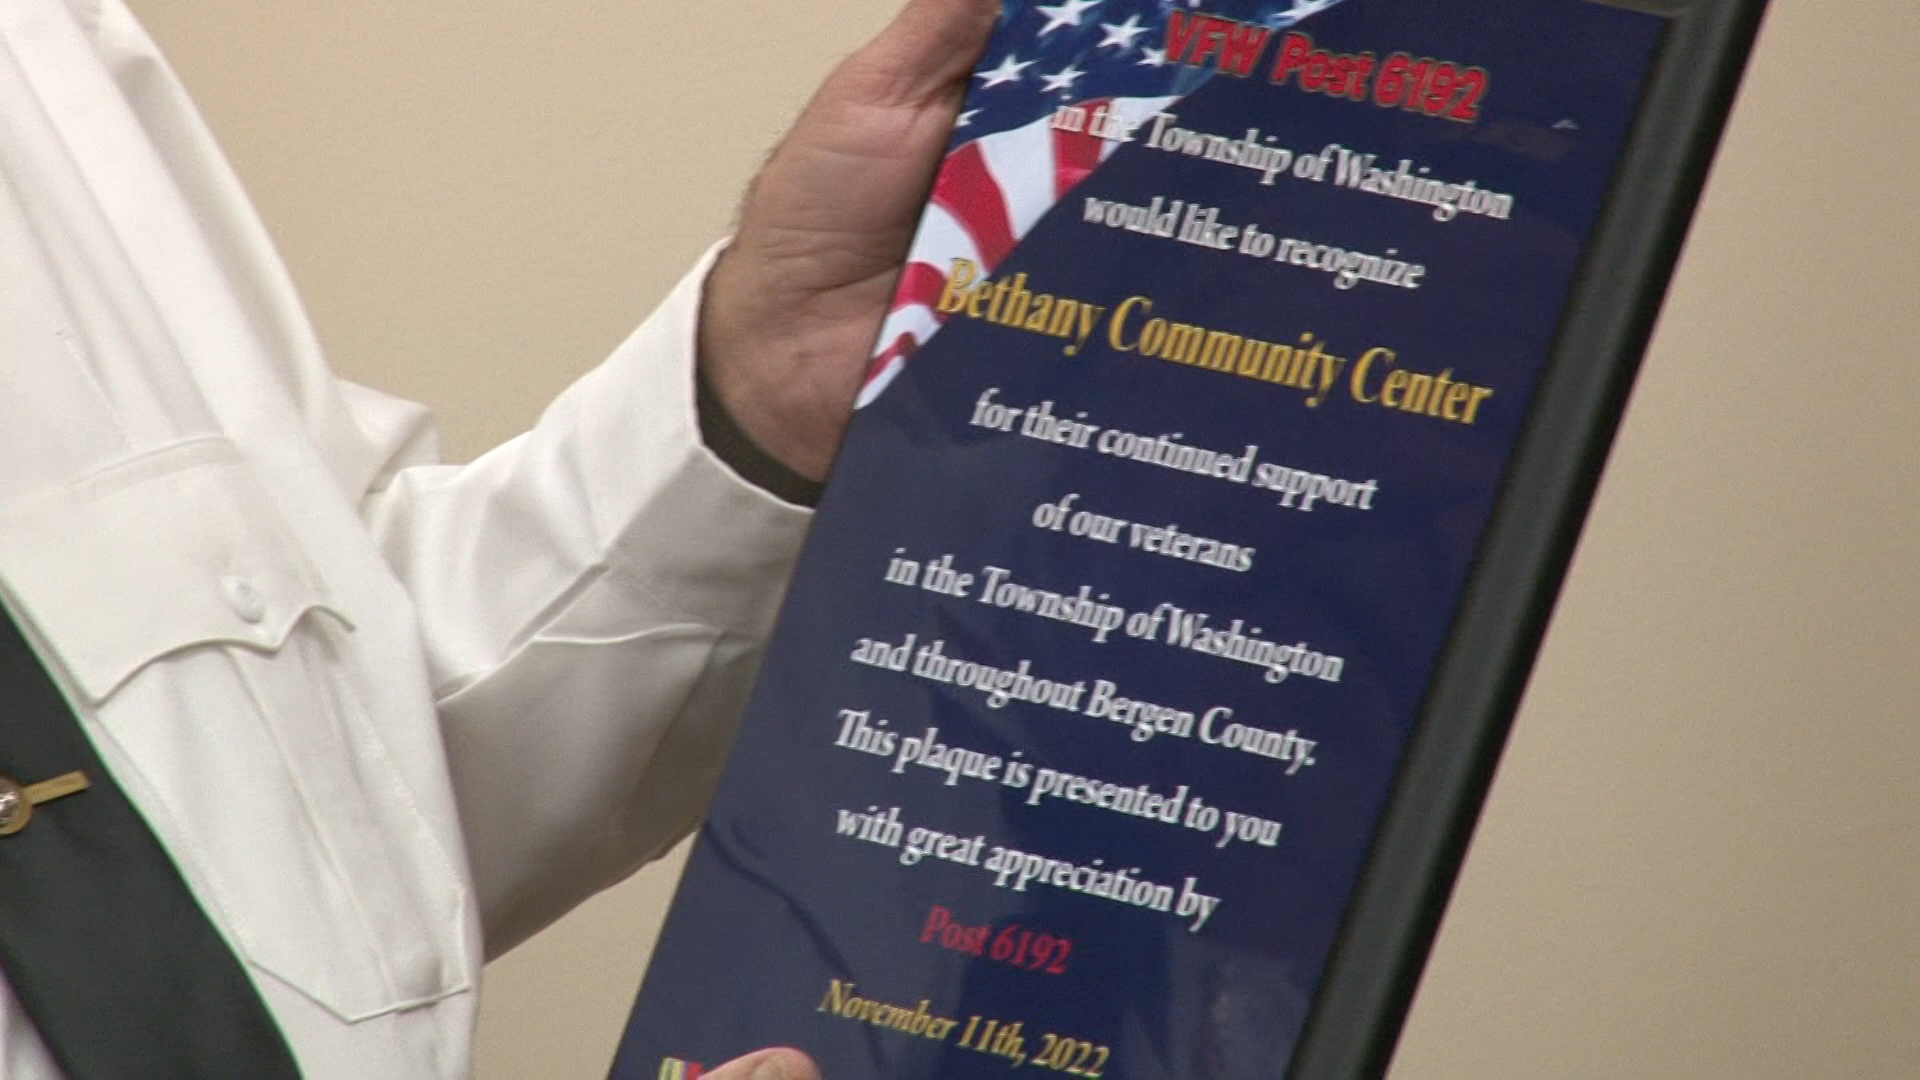 VFW Post 6192
in the Township of Washington
would like to recognize
Bethany Community Center
for their continued support
of our veterans
in the Township of Washington
and throughout Bergen County.
This plaque is presented to you
with great appreciation by
Post 6192
November 11th, 2022